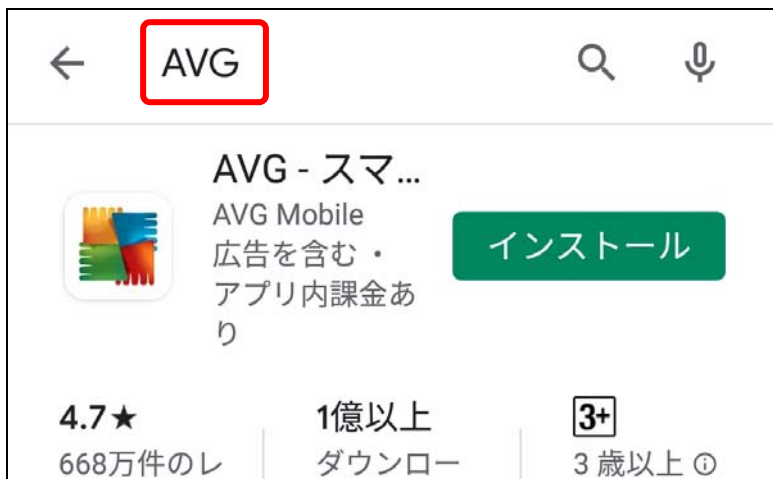 AVG
AVG - スマ...
AVG Mobile
広告を含む・
アプリ内課金あ
り
インストール
4.7★
668万件のレ
1億以上
ダウンロー
3+
3 歳以上